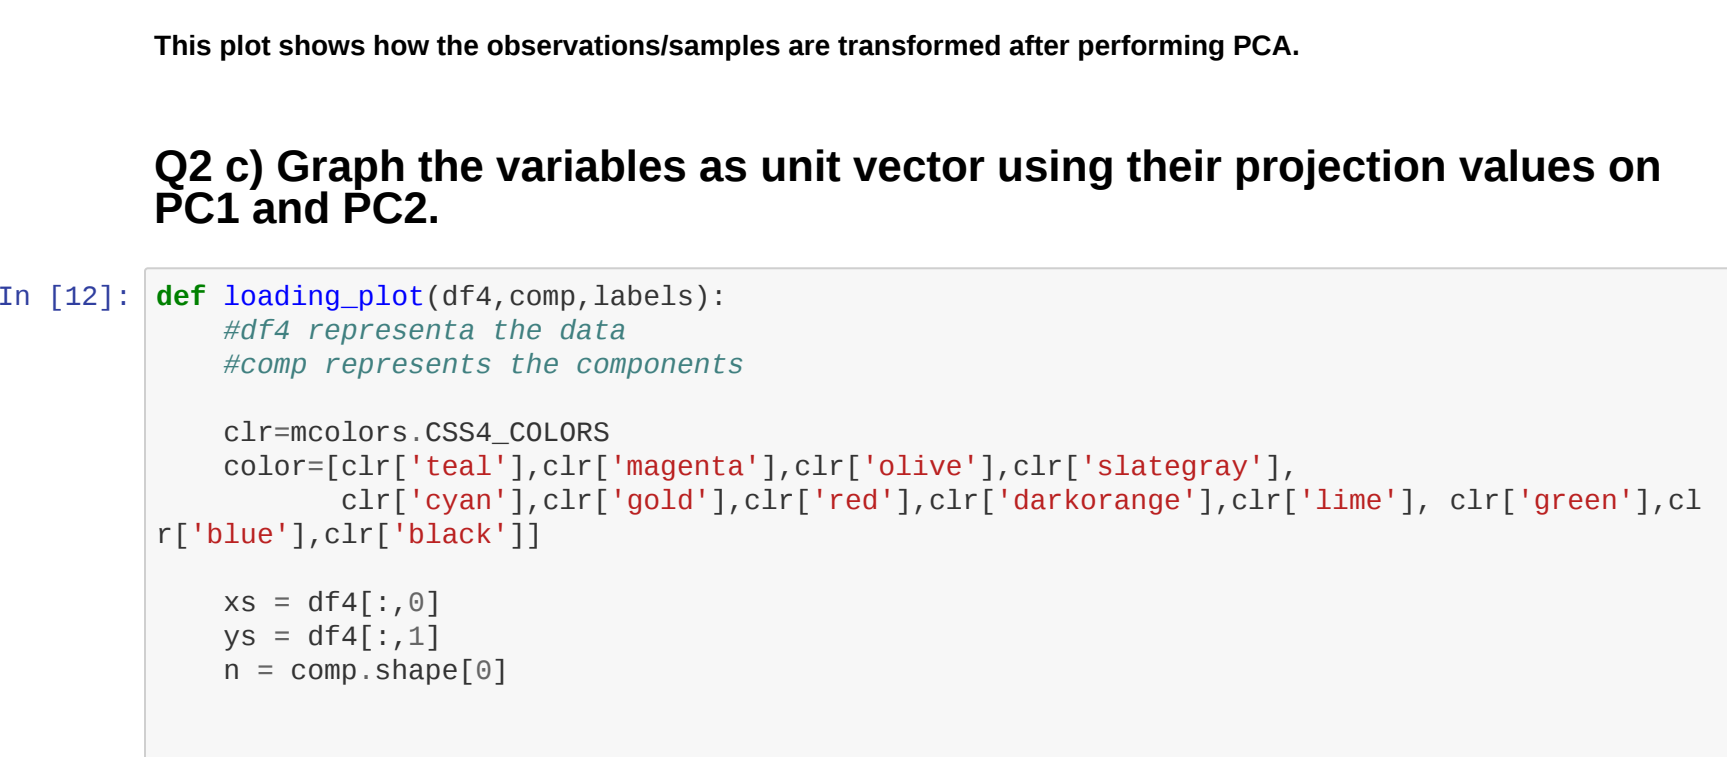 This plot shows how the observations/samples are transformed after performing PCA.
Q2 c) Graph the variables as unit vector using their projection values on
PC1 and PC2.
In [12]: def loading_plot(df4,comp,labels):
    #df4 representa the data
    #comp represents the components
    clr=mcolors.CSS4_COLORS
    color=[clr['teal'],clr['magenta'],clr['olive'],clr['slategray'],
           clr['cyan'],clr['gold'],clr['red'],clr['darkorange'],clr['lime'], clr['green'],cl
r['blue'],clr['black']]
    xs = df4[:,0]
    ys = df4[:,1]
    n = comp.shape[0]